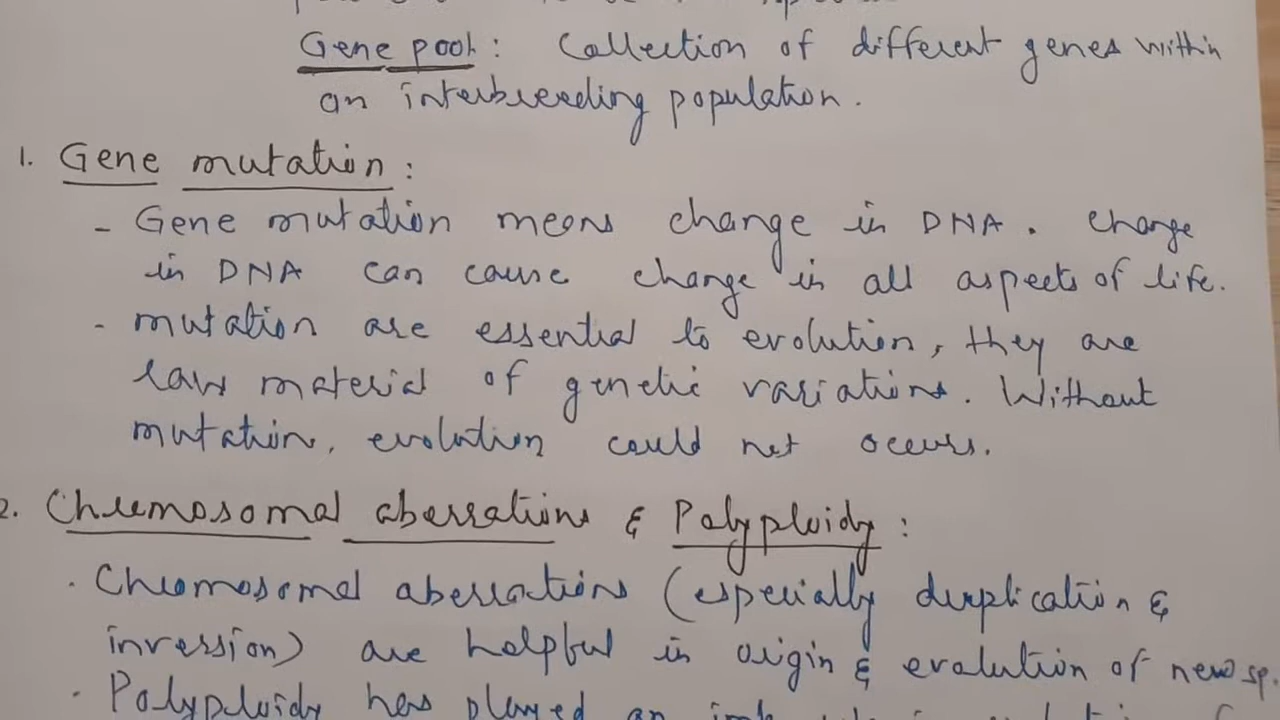 Gene pool: Collection of different genes within
an interbreeding population.
1. Gene mutation:
- Gene mutation means change in DNA. Change
in DNA can cause change in all aspects of life.
- mutation are essential to evolution, they are
raw material of genetic variations. Without
mutation, evolution could not occurs.
2. Chromosomal aberrations & Polyploidy:
· Chromosomal aberrations (especially duplication &
inversion) are helpful in origin & evolution of new sp.
· Polyploidy has played an